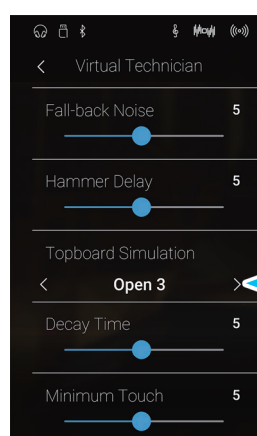 Virtual Technician
Fall-back Noise 5
Hammer Delay 5
Topboard Simulation
Open 3
Decay Time 5
Minimum Touch 5